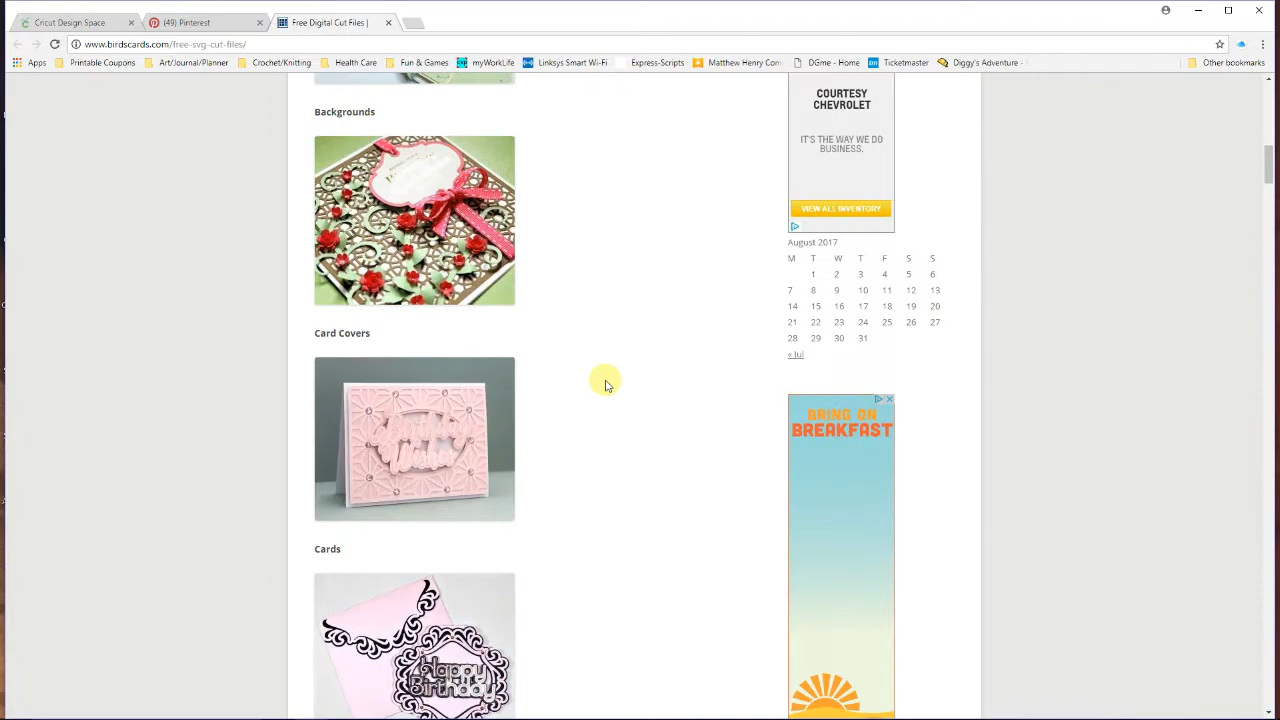 Cricut Design Space
(49) Pinterest
Free Digital Cut Files |
www.birdscards.com/free-svg-cut-files/
Apps
Printable Coupons
Art/Journal/Planner
Crochet/Knitting
Health Care
Fun & Games
myWorkLife
Linksys Smart Wi-Fi
Express-Scripts
Matthew Henry Com
DGme - Home
Ticketmaster
Diggy's Adventure -
Other bookmarks
Backgrounds
Card Covers
Cards
Happy
Birthday
COURTESY
CHEVROLET
IT'S THE WAY WE DO
BUSINESS.
VIEW ALL INVENTORY
August 2017
M T W T F S S
1 2 3 4 5 6
7 8 9 10 11 12 13
14 15 16 17 18 19 20
21 22 23 24 25 26 27
28 29 30 31
« Jul
BRING ON
BREAKFAST